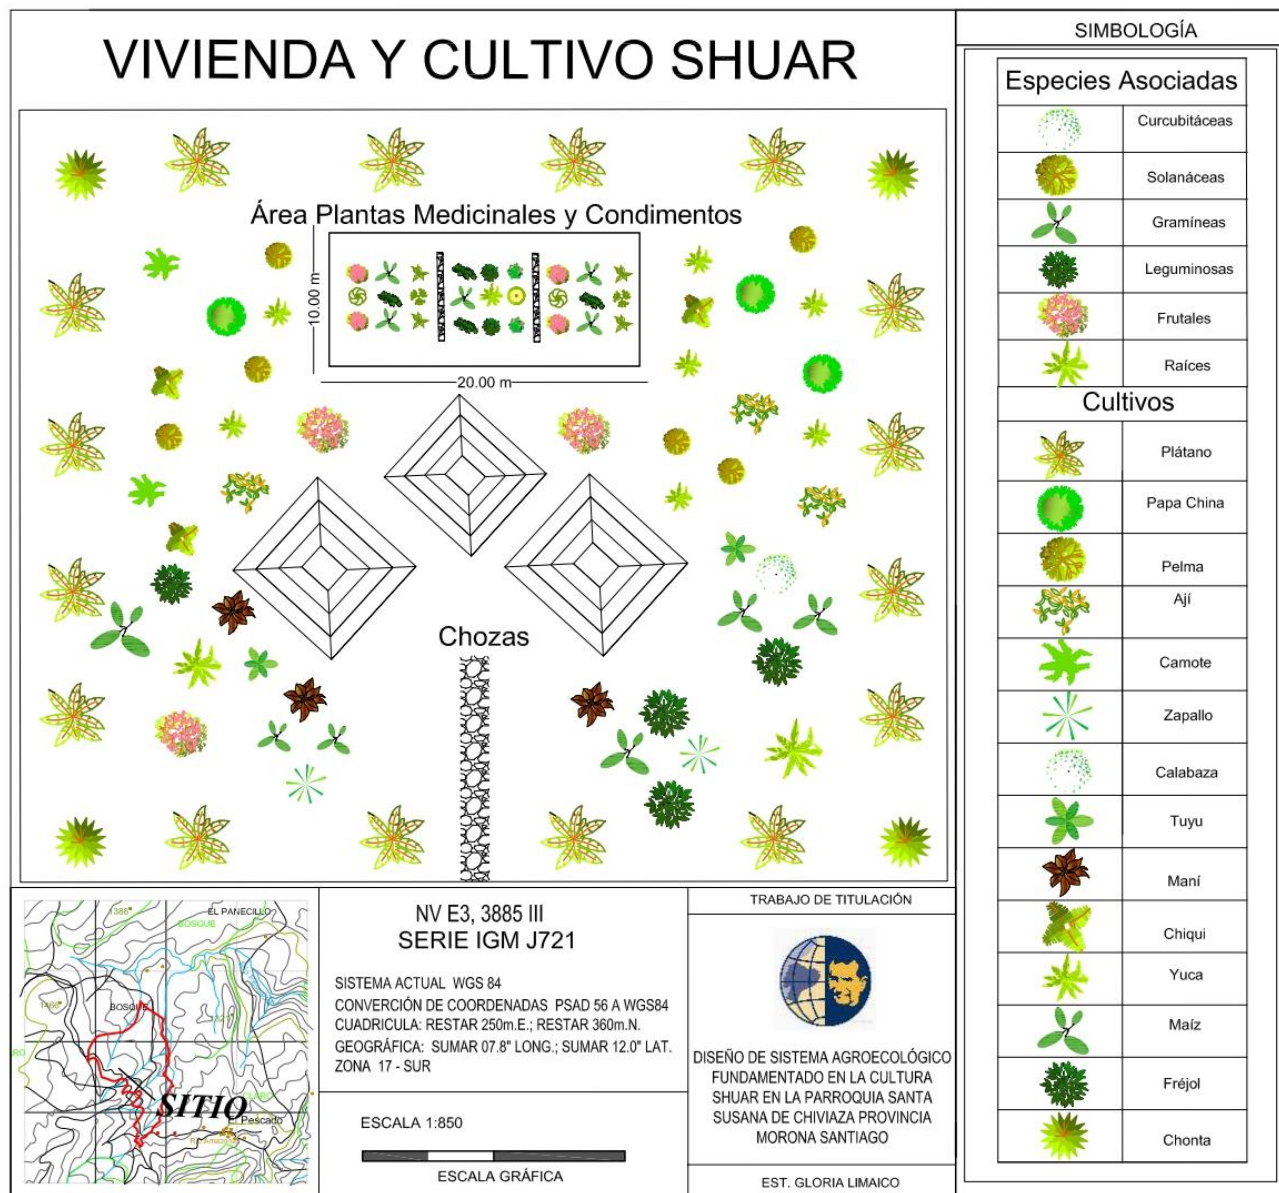 VIVIENDA Y CULTIVO SHUAR
Área Plantas Medicinales y Condimentos
10.00 m
20.00 m
Chozas
SIMBOLOGÍA
Especies Asociadas
Curcubitáceas
Solanáceas
Gramíneas
Leguminosas
Frutales
Raíces
Cultivos
Plátano
Papa China
Pelma
Ají
Camote
Zapallo
Calabaza
Tuyu
Maní
Chiqui
Yuca
Maíz
Fréjol
Chonta
1388
EL PANECILLO
BOSQUE
BOSQUE
SITIO
El Pescado
NV E3, 3885 III
SERIE IGM J721
SISTEMA ACTUAL WGS 84
CONVERCIÓN DE COORDENADAS PSAD 56 A WGS84
CUADRICULA: RESTAR 250m.E.; RESTAR 360m.N.
GEOGRÁFICA: SUMAR 07.8" LONG.; SUMAR 12.0" LAT.
ZONA 17 - SUR
ESCALA 1:850
ESCALA GRÁFICA
TRABAJO DE TITULACIÓN
DISEÑO DE SISTEMA AGROECOLÓGICO
FUNDAMENTADO EN LA CULTURA
SHUAR EN LA PARROQUIA SANTA
SUSANA DE CHIVIAZA PROVINCIA
MORONA SANTIAGO
EST. GLORIA LIMAICO